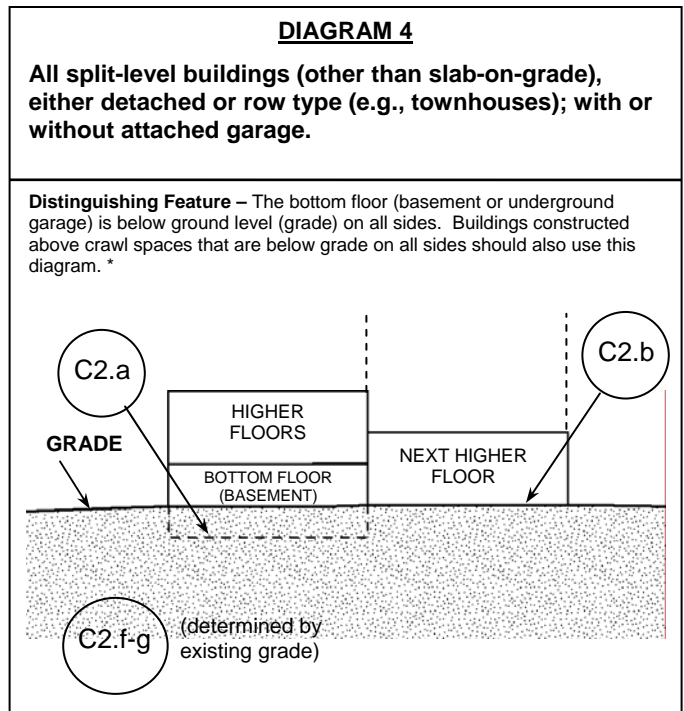 DIAGRAM 4
All split-level buildings (other than slab-on-grade),
either detached or row type (e.g., townhouses); with or
without attached garage.
Distinguishing Feature – The bottom floor (basement or underground
garage) is below ground level (grade) on all sides.  Buildings constructed
above crawl spaces that are below grade on all sides should also use this
diagram. *
C2.a
C2.b
HIGHER
FLOORS
GRADE
NEXT HIGHER
FLOOR
BOTTOM FLOOR
(BASEMENT)
C2.f-g
(determined by
existing grade)